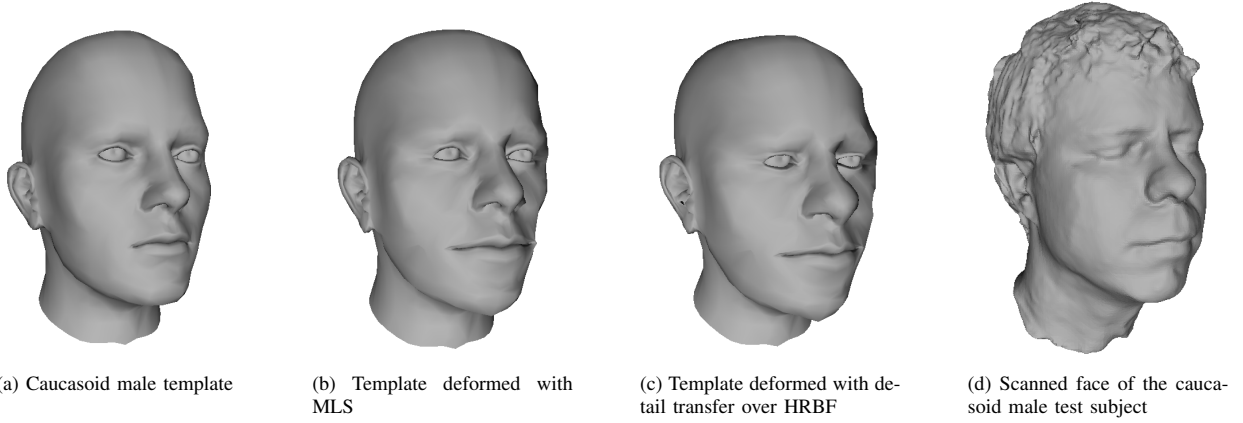 a) Caucasoid male template
(b) Template deformed with
MLS
(c) Template deformed with de-
tail transfer over HRBF
(d) Scanned face of the cauca-
soid male test subject